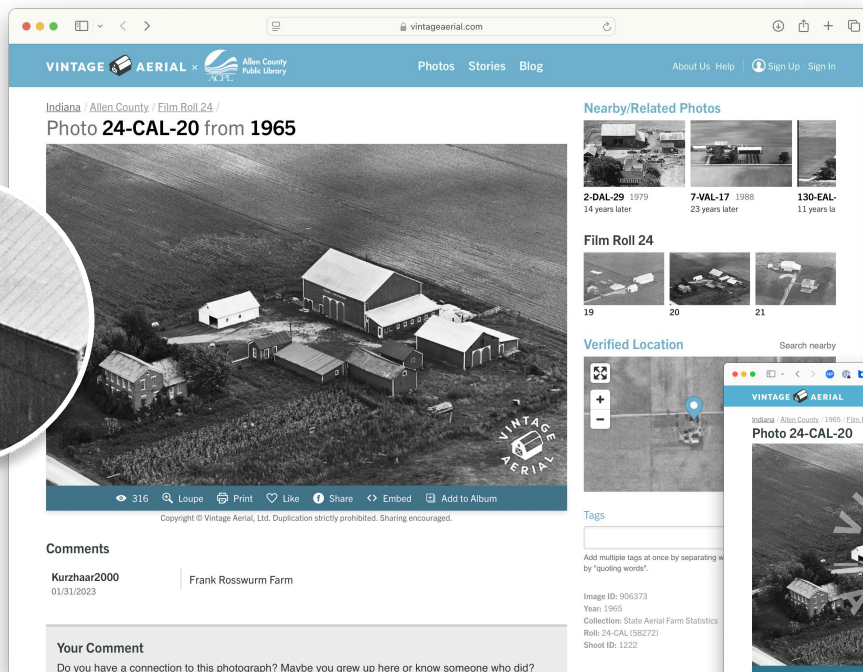 vintageaerial.com
VINTAGE AERIAL × ACPL Allen County
Public Library
Photos Stories Blog
About Us Help Sign Up Sign In
Indiana / Allen County / Film Roll 24 /
Photo 24-CAL-20 from 1965
VINTAGE
AERIAL
316 Loupe Print Like Share Embed Add to Album
Copyright © Vintage Aerial, Ltd. Duplication strictly prohibited. Sharing encouraged.
Comments
Kurzhaar2000
01/31/2023
Frank Rosswurm Farm
Your Comment
Do you have a connection to this photograph? Maybe you grew up here or know someone who did?
Nearby/Related Photos
2-DAL-29 1979
14 years later
7-VAL-17 1988
23 years later
130-EAL-
11 years la
Film Roll 24
19 20 21
Verified Location
Search nearby
+
−
Tags
Add multiple tags at once by separating w
by "quoting words".
Image ID: 906373
Year: 1965
Collection: State Aerial Farm Statistics
Roll: 24-CAL (58272)
Shoot ID: 1222
VINTAGE AERIAL
Indiana / Allen County / 1965 / Film
Photo 24-CAL-20